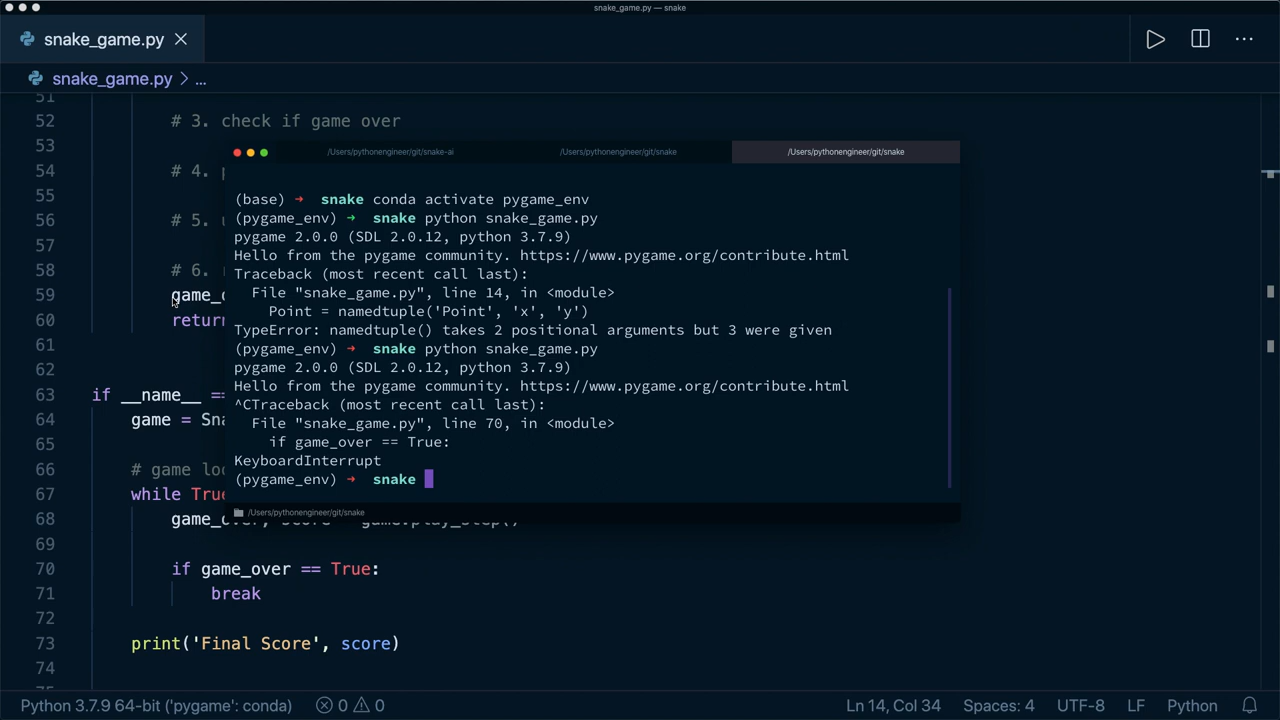 snake_game.py — snake
snake_game.py
snake_game.py > ...
51
52 # 3. check if game over
53
54 # 4.
55
56 # 5.
57
58 # 6.
59 game_
60 return
61
62
63 if __name__ ==
64 game =
65
66 # game
67 while
68 game_
69
70 if game_over == True:
71 break
72
73 print('Final Score', score)
74
/Users/pythonengineer/git/snake-ai /Users/pythonengineer/git/snake /Users/pythonengineer/git/snake
(base) ➜ snake conda activate pygame_env
(pygame_env) ➜ snake python snake_game.py
pygame 2.0.0 (SDL 2.0.12, python 3.7.9)
Hello from the pygame community. https://www.pygame.org/contribute.html
Traceback (most recent call last):
File "snake_game.py", line 14, in <module>
Point = namedtuple('Point', 'x', 'y')
TypeError: namedtuple() takes 2 positional arguments but 3 were given
(pygame_env) ➜ snake python snake_game.py
pygame 2.0.0 (SDL 2.0.12, python 3.7.9)
Hello from the pygame community. https://www.pygame.org/contribute.html
^CTraceback (most recent call last):
File "snake_game.py", line 70, in <module>
if game_over == True:
KeyboardInterrupt
(pygame_env) ➜ snake
/Users/pythonengineer/git/snake
Python 3.7.9 64-bit ('pygame': conda) 0 0 Ln 14, Col 34 Spaces: 4 UTF-8 LF Python